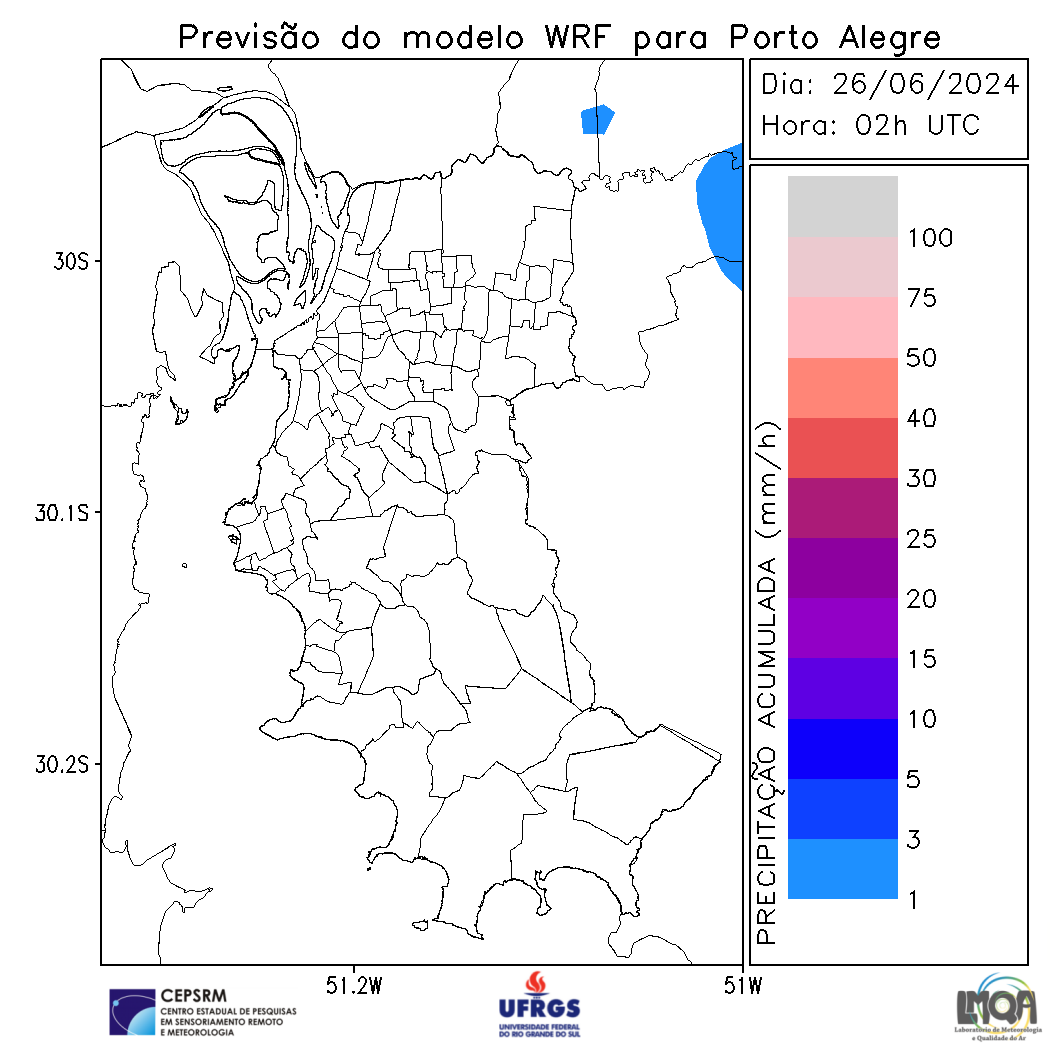 Previsão do modelo WRF para Porto Alegre
Dia: 26/06/2024
Hora: 02h UTC
30S
30.1S
30.2S
51.2W
51W
PRECIPITAÇÃO ACUMULADA (mm/h)
100
75
50
40
30
25
20
15
10
5
3
1
CEPSRM
CENTRO ESTADUAL DE PESQUISAS
EM SENSORIAMENTO REMOTO
E METEOROLOGIA
UFRGS
UNIVERSIDADE FEDERAL
DO RIO GRANDE DO SUL
LMQA
Laboratório de Meteorologia
e Qualidade do Ar